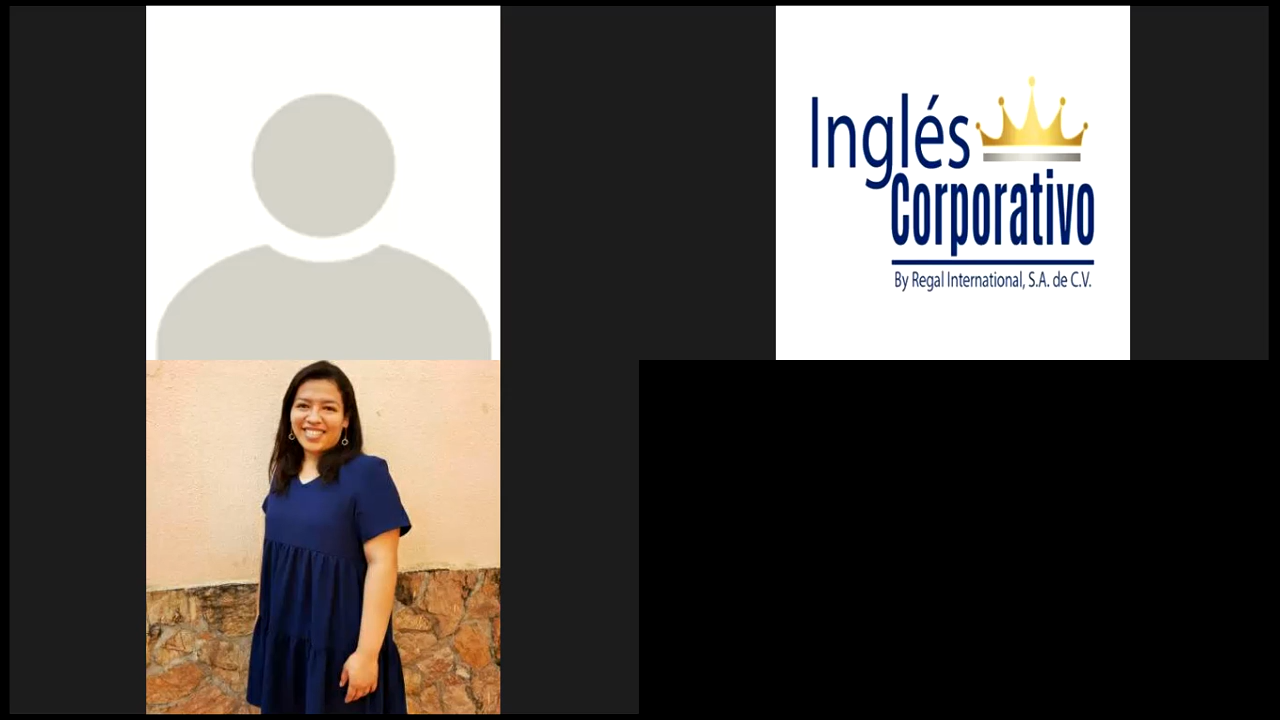 Inglés
Corporativo
By Regal International, S.A. de C.V.